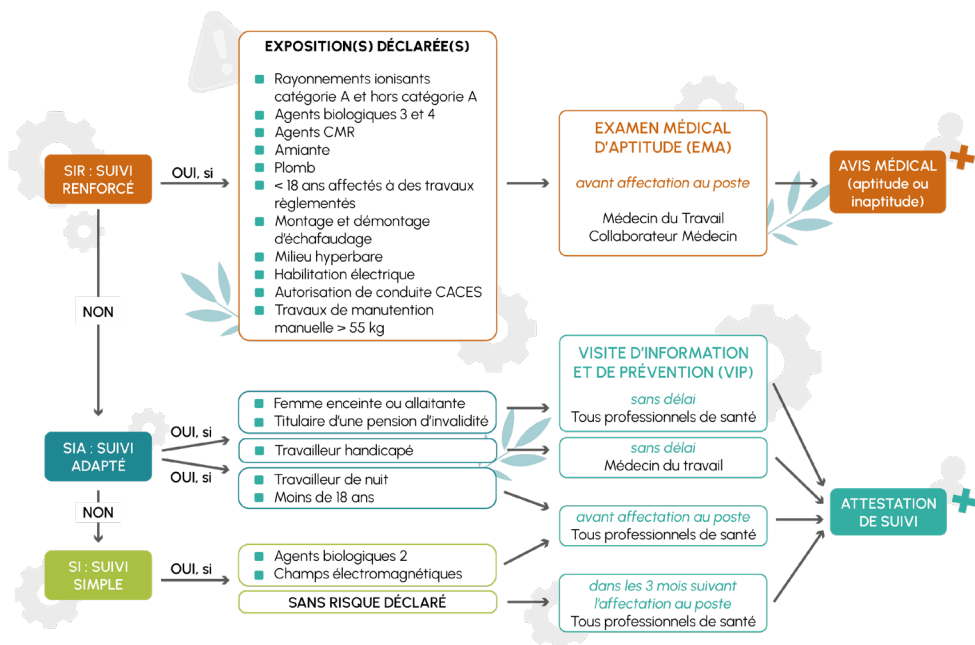 EXPOSITION(S) DÉCLARÉE(S)
Rayonnements ionisants
catégorie A et hors catégorie A
Agents biologiques 3 et 4
Agents CMR
Amiante
Plomb
< 18 ans affectés à des travaux
règlementés
Montage et démontage
d'échafaudage
Milieu hyperbare
Habilitation électrique
Autorisation de conduite CACES
Travaux de manutention
manuelle > 55 kg
SIR : SUIVI
RENFORCÉ
OUI, si
EXAMEN MÉDICAL
D'APTITUDE (EMA)
avant affectation au poste
Médecin du Travail
Collaborateur Médecin
AVIS MÉDICAL
(aptitude ou
inaptitude)
NON
SIA : SUIVI
ADAPTÉ
OUI, si
OUI, si
Femme enceinte ou allaitante
Titulaire d'une pension d'invalidité
Travailleur handicapé
Travailleur de nuit
Moins de 18 ans
VISITE D'INFORMATION
ET DE PRÉVENTION (VIP)
sans délai
Tous professionnels de santé
sans délai
Médecin du travail
avant affectation au poste
Tous professionnels de santé
ATTESTATION
DE SUIVI
NON
SI : SUIVI
SIMPLE
OUI, si
Agents biologiques 2
Champs électromagnétiques
SANS RISQUE DÉCLARÉ
dans les 3 mois suivant
l'affectation au poste
Tous professionnels de santé